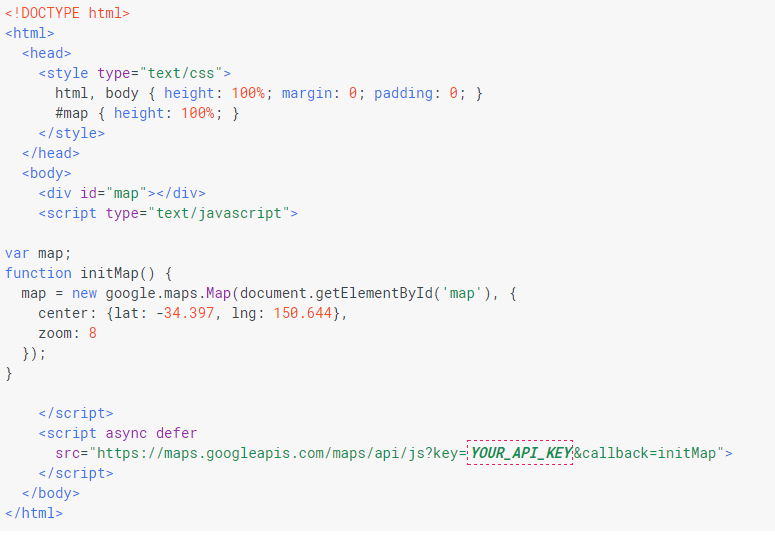 <!DOCTYPE html>
<html>
  <head>
    <style type="text/css">
      html, body { height: 100%; margin: 0; padding: 0; }
      #map { height: 100%; }
    </style>
  </head>
  <body>
    <div id="map"></div>
    <script type="text/javascript">

var map;
function initMap() {
  map = new google.maps.Map(document.getElementById('map'), {
    center: {lat: -34.397, lng: 150.644},
    zoom: 8
  });
}

    </script>
    <script async defer
      src="https://maps.googleapis.com/maps/api/js?key=YOUR_API_KEY&callback=initMap">
    </script>
  </body>
</html>